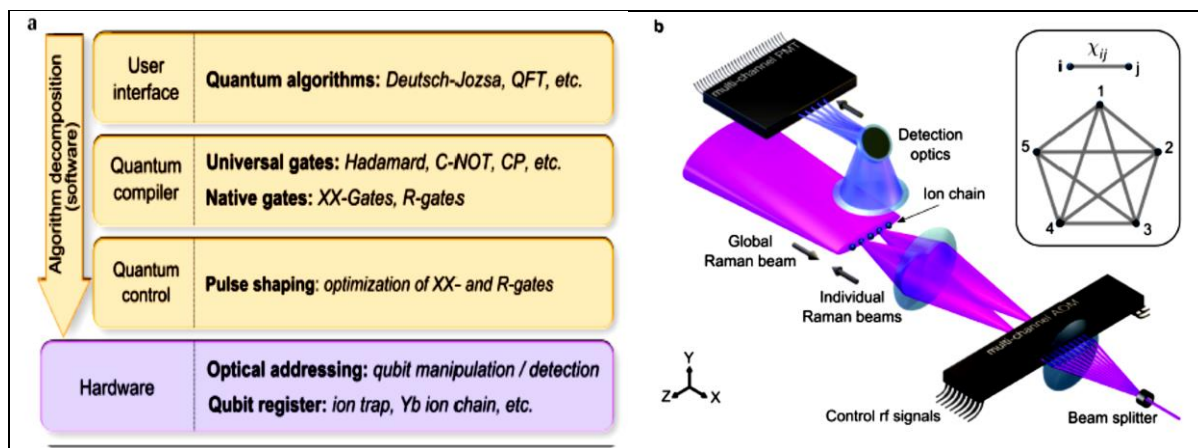 a
Algorithm decomposition
(software)
User
interface
Quantum algorithms: Deutsch-Jozsa, QFT, etc.
Quantum
compiler
Universal gates: Hadamard, C-NOT, CP, etc.
Native gates: XX-Gates, R-gates
Quantum
control
Pulse shaping: optimization of XX- and R-gates
Hardware
Optical addressing: qubit manipulation / detection
Qubit register: ion trap, Yb ion chain, etc.
b
multi-channel PMT
Detection
optics
Ion chain
Global
Raman beam
Individual
Raman beams
multi-channel AOM
Y
Z
X
Control rf signals
Beam splitter
χij
i
j
1
5
2
4
3